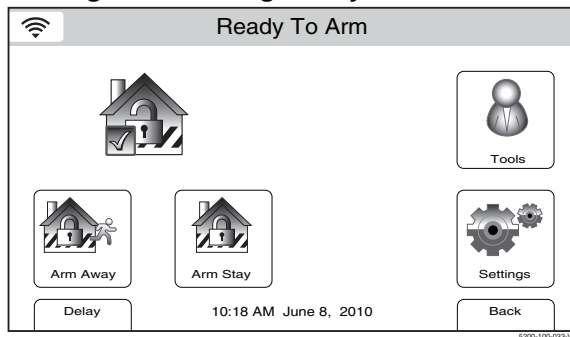 Ready To Arm
Tools
Arm Away
Arm Stay
Settings
Delay
10:18 AM June 8, 2010
Back